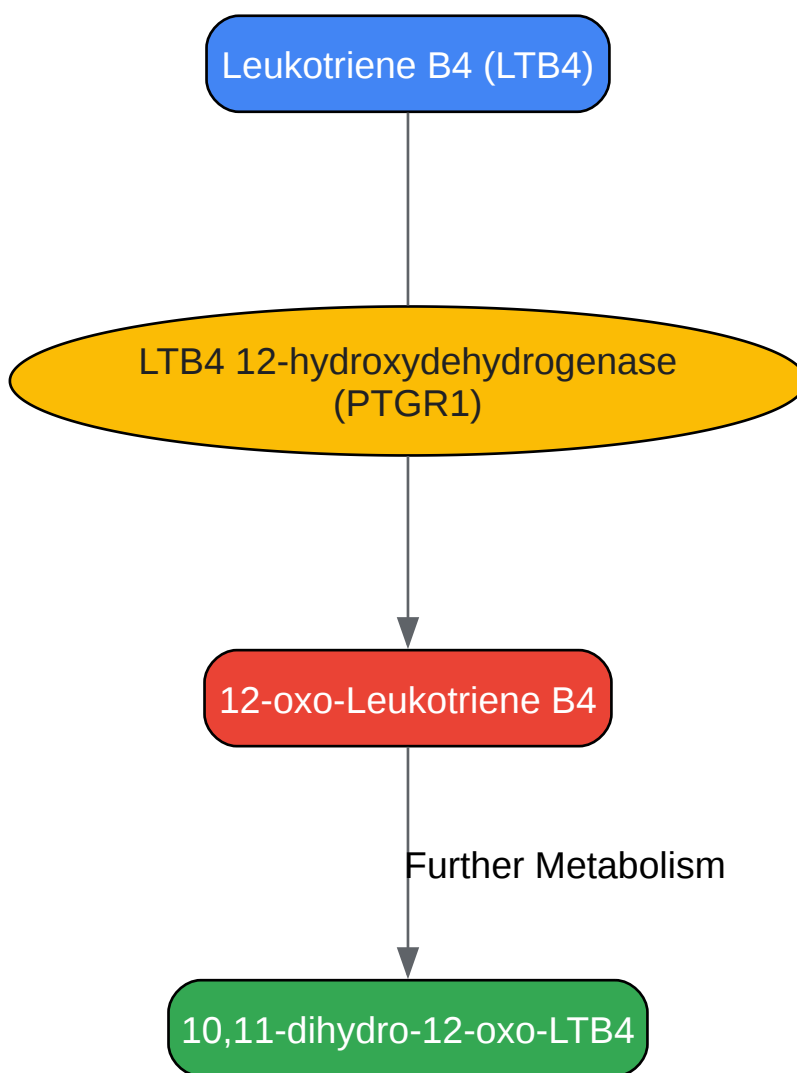 Leukotriene B4 (LTB4)
LTB4 12-hydroxydehydrogenase
(PTGR1)
12-oxo-Leukotriene B4
Further Metabolism
10,11-dihydro-12-oxo-LTB4